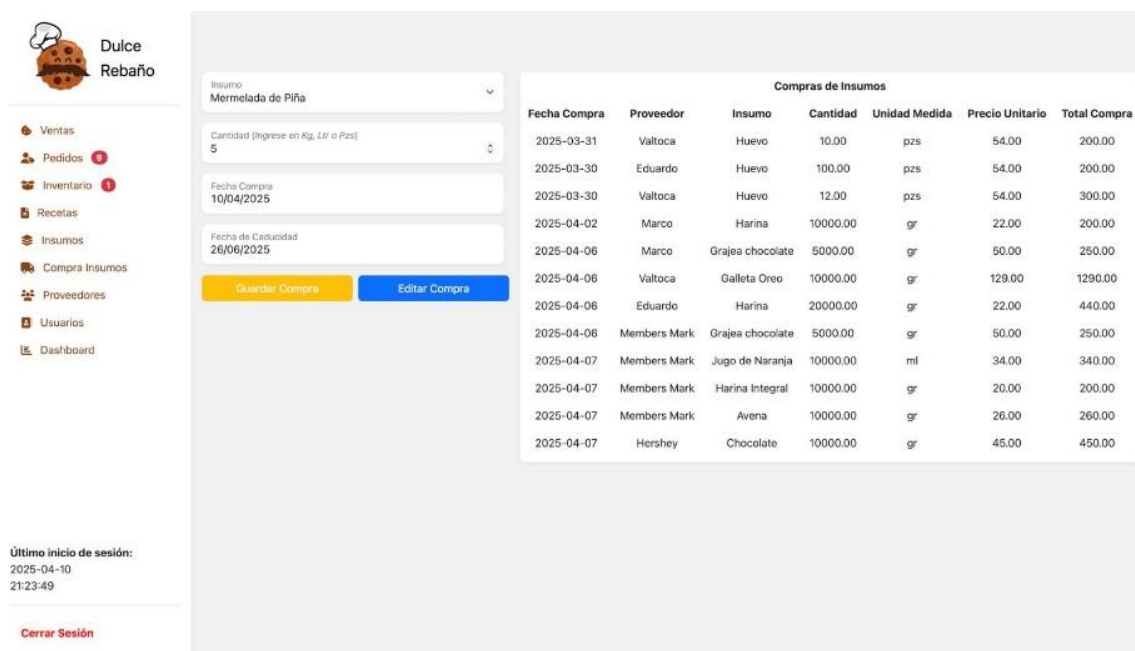 Dulce
Rebaño
Ventas
Pedidos 9
Inventario 1
Recetas
Insumos
Compra Insumos
Proveedores
Usuarios
Dashboard
Último inicio de sesión:
2025-04-10
21:23:49
Cerrar Sesión
Insumo
Mermelada de Piña
Cantidad (Ingrese en Kg, Ltr o Pzs)
5
Fecha Compra
10/04/2025
Fecha de Caducidad
26/06/2025
Guardar Compra Editar Compra
Compras de Insumos
Fecha Compra Proveedor Insumo Cantidad Unidad Medida Precio Unitario Total Compra
2025-03-31 Valtoca Huevo 10.00 pzs 54.00 200.00
2025-03-30 Eduardo Huevo 100.00 pzs 54.00 200.00
2025-03-30 Valtoca Huevo 12.00 pzs 54.00 300.00
2025-04-02 Marco Harina 10000.00 gr 22.00 200.00
2025-04-06 Marco Grajea chocolate 5000.00 gr 50.00 250.00
2025-04-06 Valtoca Galleta Oreo 10000.00 gr 129.00 1290.00
2025-04-06 Eduardo Harina 20000.00 gr 22.00 440.00
2025-04-06 Members Mark Grajea chocolate 5000.00 gr 50.00 250.00
2025-04-07 Members Mark Jugo de Naranja 10000.00 ml 34.00 340.00
2025-04-07 Members Mark Harina Integral 10000.00 gr 20.00 200.00
2025-04-07 Members Mark Avena 10000.00 gr 26.00 260.00
2025-04-07 Hershey Chocolate 10000.00 gr 45.00 450.00